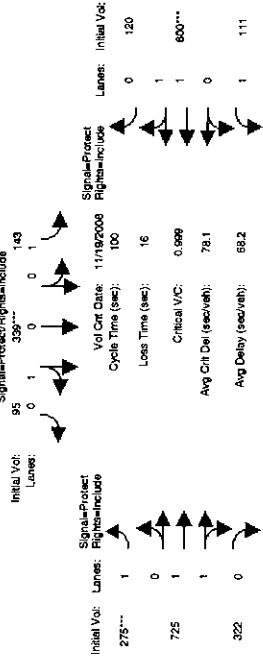 Signal=Protect/Rights=Include
Initial Vol: 95 339*** 143
Lanes: 0 1 0 0 1
Initial Vol: Lanes: Signal=Protect Rights=Include
Vol Cnt Date: 11/19/2008
Signal=Protect Rights=Include Lanes: Initial Vol:
275*** 1
Cycle Time (sec): 100
0 120
0
Loss Time (sec): 16
1
725 1
Critical V/C: 0.999
1 600***
1
Avg Crit Del (sec/veh): 78.1
0
322 0
Avg Delay (sec/veh): 68.2
1 111